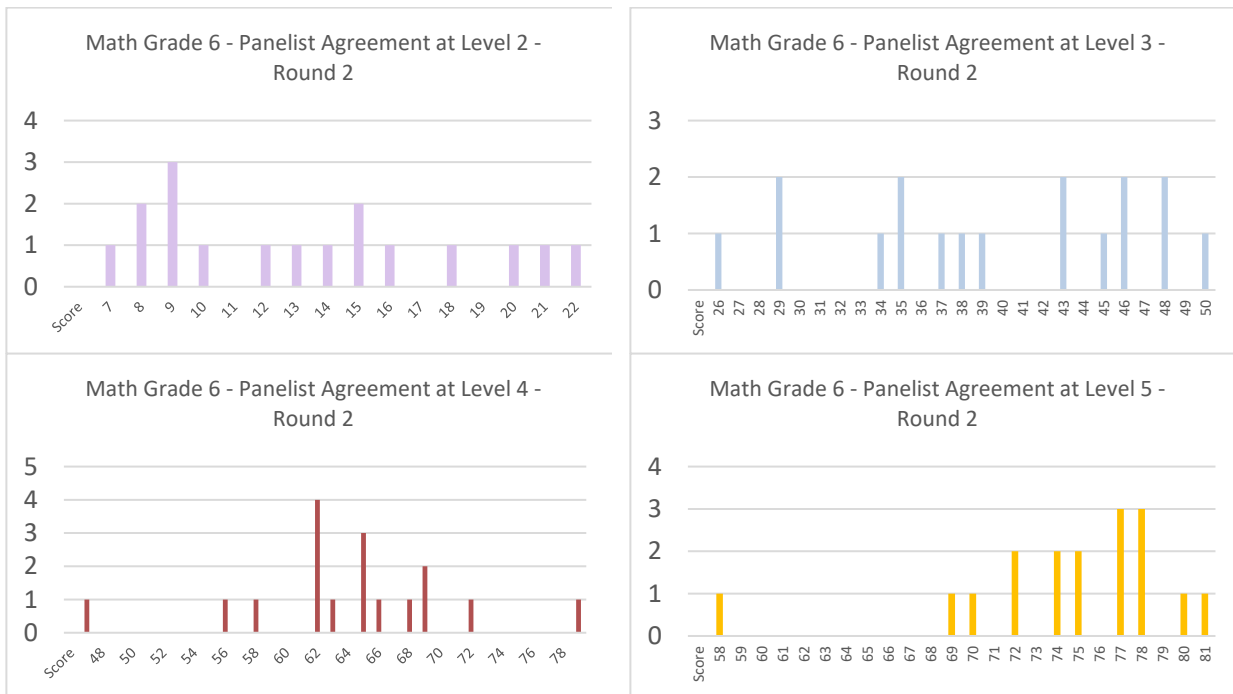 Math Grade 6 - Panelist Agreement at Level 2 -
Round 2
4
3
2
1
0
Score 7 8 9 10 11 12 13 14 15 16 17 18 19 20 21 22
Math Grade 6 - Panelist Agreement at Level 3 -
Round 2
3
2
1
0
Score 26 27 28 29 30 31 32 33 34 35 36 37 38 39 40 41 42 43 44 45 46 47 48 49 50
Math Grade 6 - Panelist Agreement at Level 4 -
Round 2
5
4
3
2
1
0
Score 48 50 52 54 56 58 60 62 64 66 68 70 72 74 76 78
Math Grade 6 - Panelist Agreement at Level 5 -
Round 2
4
3
2
1
0
Score 58 59 60 61 62 63 64 65 66 67 68 69 70 71 72 73 74 75 76 77 78 79 80 81